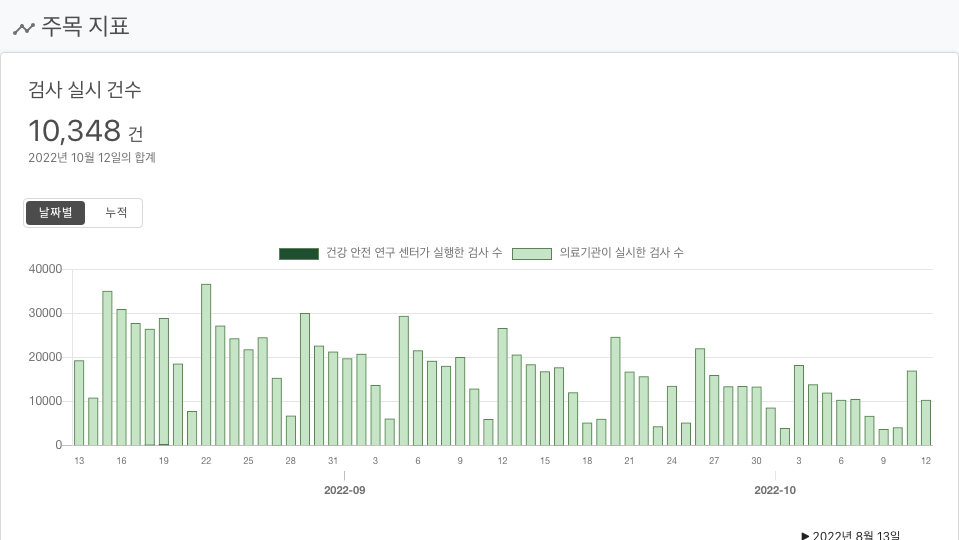 주목 지표
검사 실시 건수
10,348 건
2022년 10월 12일의 합계
날짜별 누적
건강 안전 연구 센터가 실행한 검사 수 의료기관이 실시한 검사 수
40000
30000
20000
10000
0
13 16 19 22 25 28 31 3 6 9 12 15 18 21 24 27 30 3 6 9 12
2022-09 2022-10
▶ 2022년 8월 13일